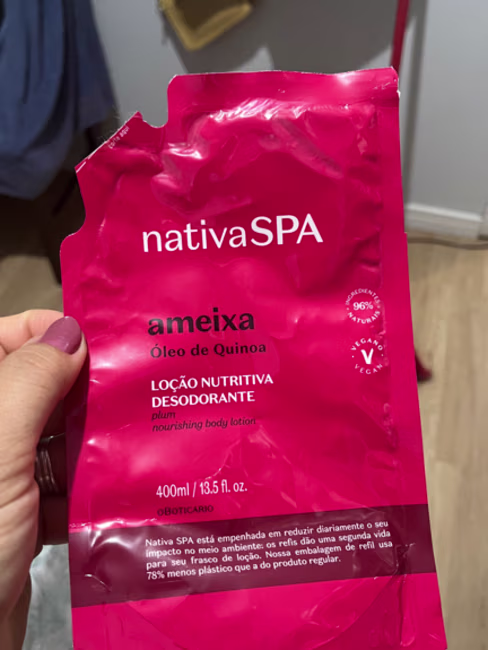 corte aqui
nativaSPA
ameixa
Óleo de Quinoa
INGREDIENTES
96%
NATURAIS
VEGANO
V
VEGAN
LOÇÃO NUTRITIVA
DESODORANTE
plum
nourishing body lotion
400ml / 13.5 fl. oz.
oBOTICÁRIO
Nativa SPA está empenhada em reduzir diariamente o seu
impacto no meio ambiente: os refis dão uma segunda vida
para seu frasco de loção. Nossa embalagem de refil usa
78% menos plástico que a do produto regular.